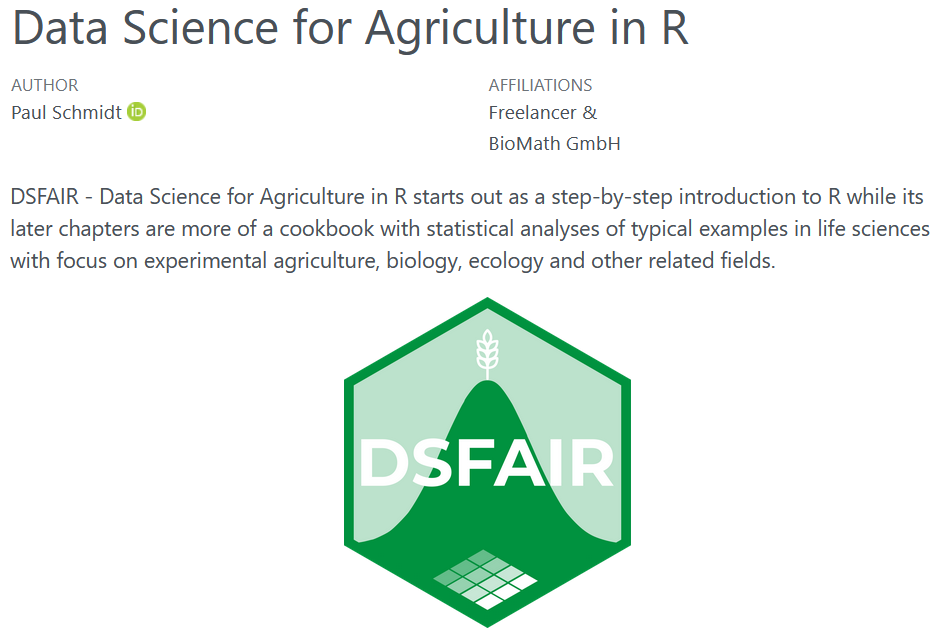 Data Science for Agriculture in R
AUTHOR
Paul Schmidt iD
AFFILIATIONS
Freelancer &
BioMath GmbH
DSFAIR - Data Science for Agriculture in R starts out as a step-by-step introduction to R while its
later chapters are more of a cookbook with statistical analyses of typical examples in life sciences
with focus on experimental agriculture, biology, ecology and other related fields.
DSFAIR